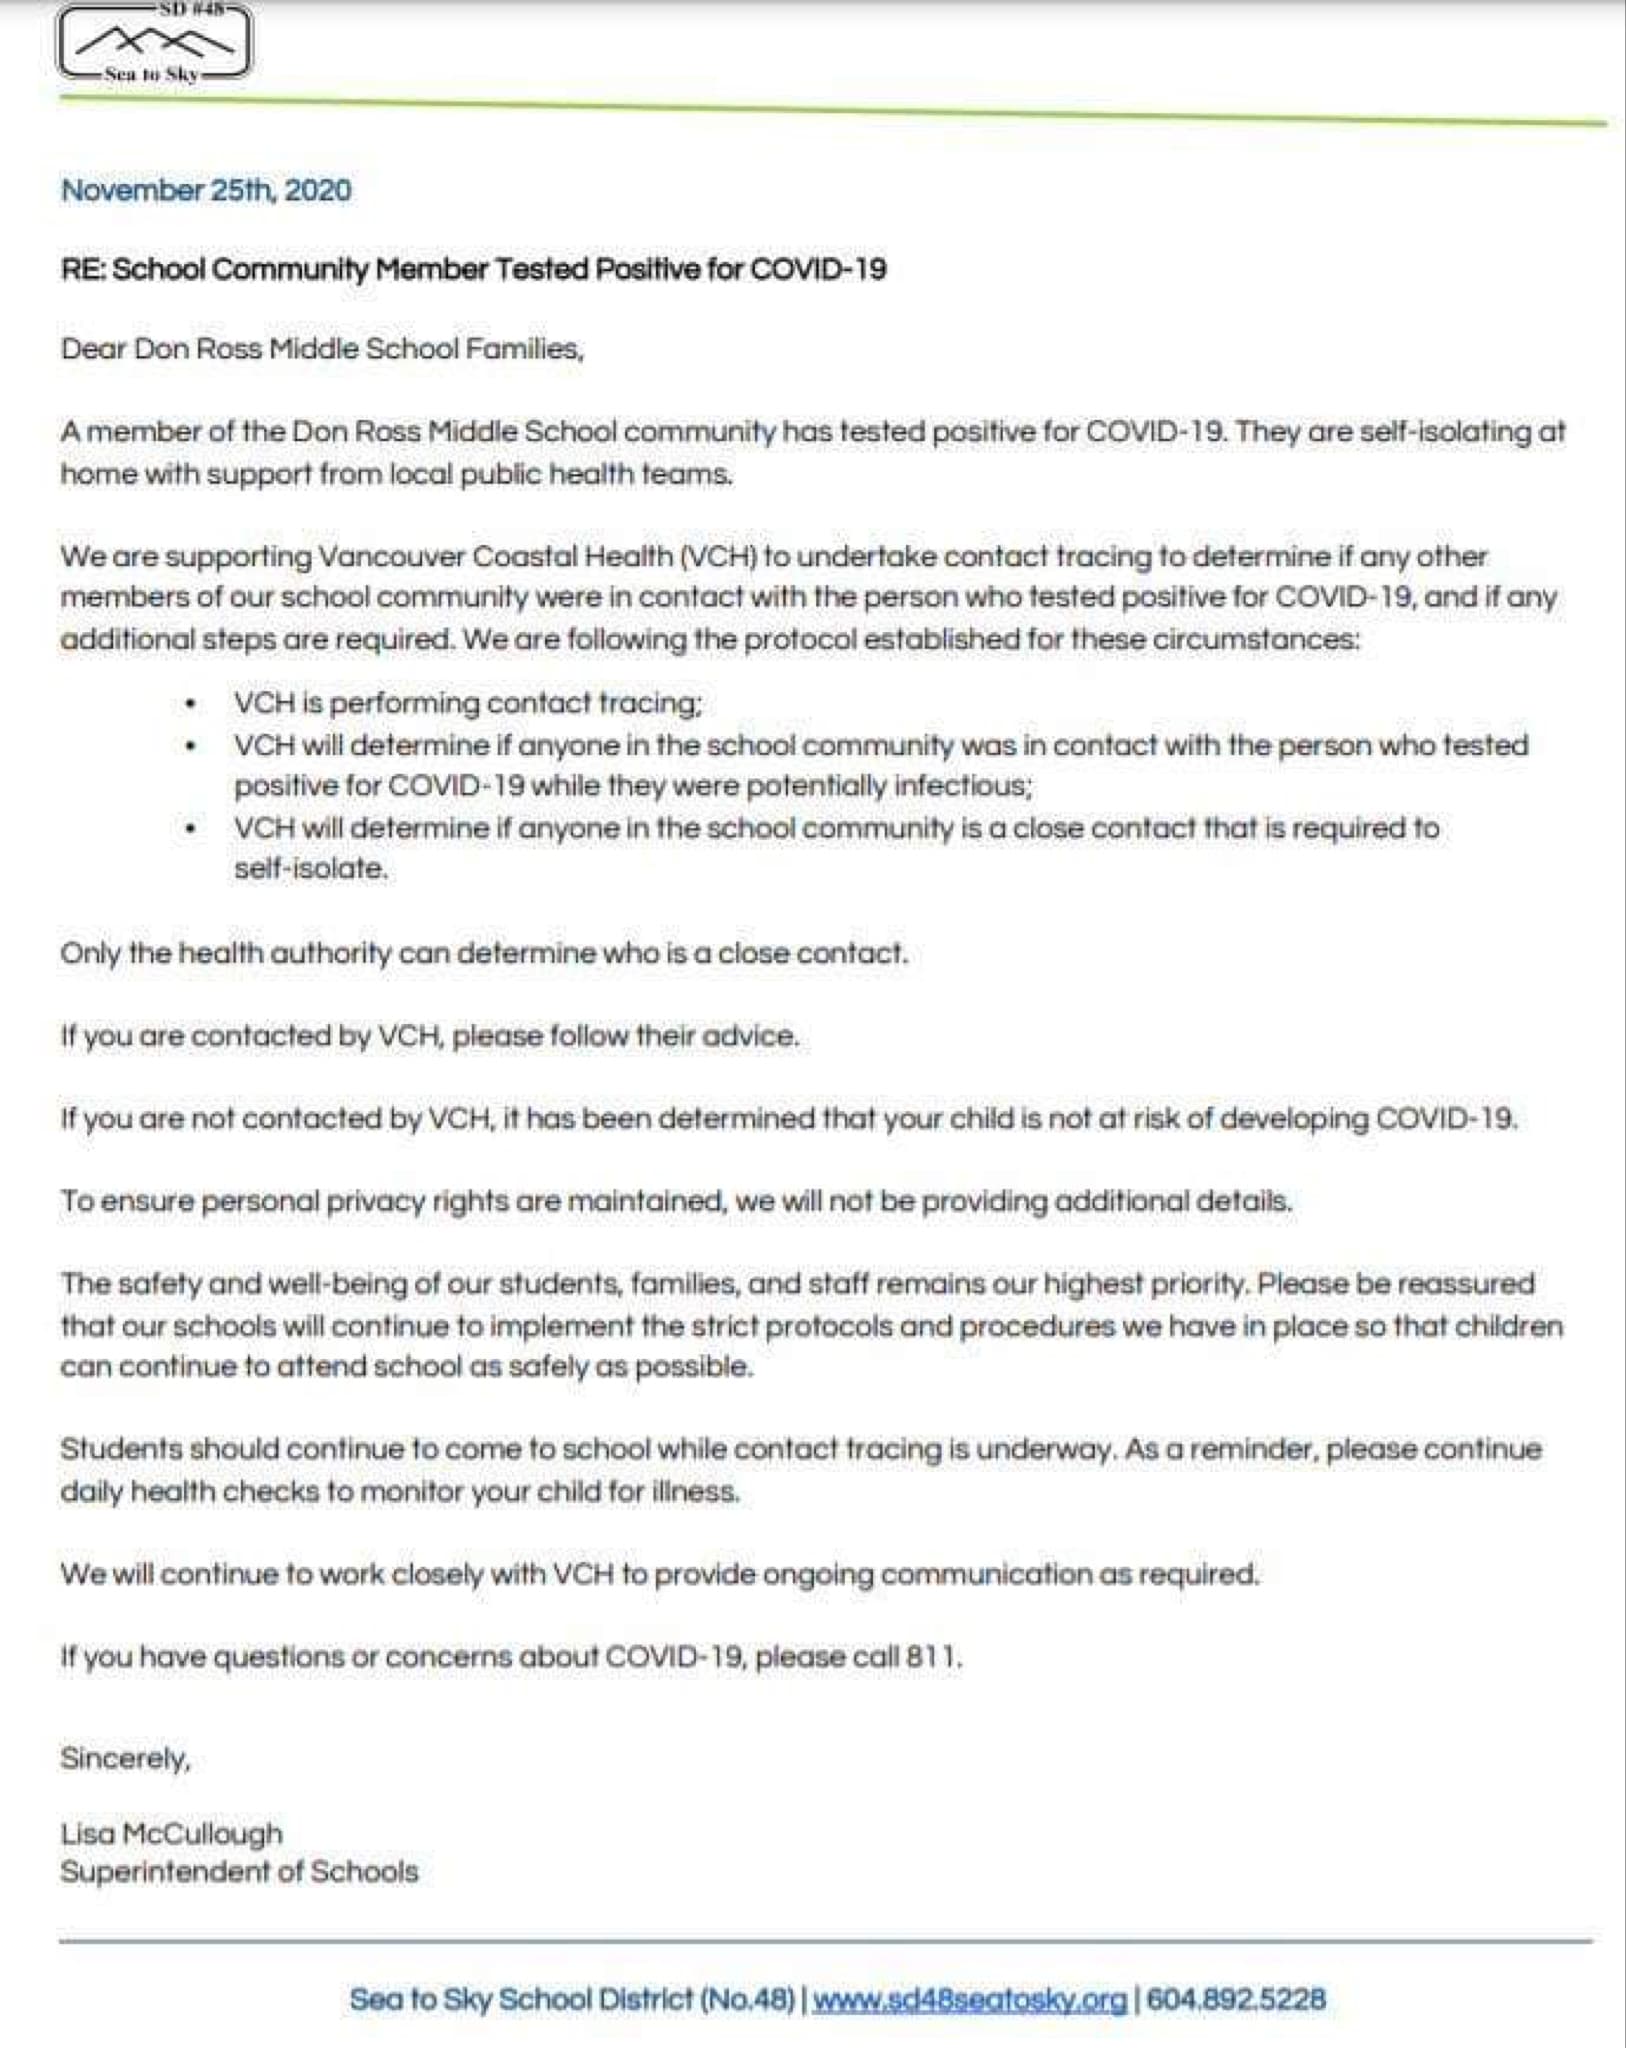 SD #48
Sea to Sky
November 25th, 2020
RE: School Community Member Tested Positive for COVID-19
Dear Don Ross Middle School Families,
A member of the Don Ross Middle School community has tested positive for COVID-19. They are self-isolating at
home with support from local public health teams.
We are supporting Vancouver Coastal Health (VCH) to undertake contact tracing to determine if any other
members of our school community were in contact with the person who tested positive for COVID-19, and if any
additional steps are required. We are following the protocol established for these circumstances:
• VCH is performing contact tracing;
• VCH will determine if anyone in the school community was in contact with the person who tested
positive for COVID-19 while they were potentially infectious;
• VCH will determine if anyone in the school community is a close contact that is required to
self-isolate.
Only the health authority can determine who is a close contact.
If you are contacted by VCH, please follow their advice.
If you are not contacted by VCH, it has been determined that your child is not at risk of developing COVID-19.
To ensure personal privacy rights are maintained, we will not be providing additional details.
The safety and well-being of our students, families, and staff remains our highest priority. Please be reassured
that our schools will continue to implement the strict protocols and procedures we have in place so that children
can continue to attend school as safely as possible.
Students should continue to come to school while contact tracing is underway. As a reminder, please continue
daily health checks to monitor your child for illness.
We will continue to work closely with VCH to provide ongoing communication as required.
If you have questions or concerns about COVID-19, please call 811.
Sincerely,
Lisa McCullough
Superintendent of Schools
Sea to Sky School District (No.48) | www.sd48seatosky.org | 604.892.5228